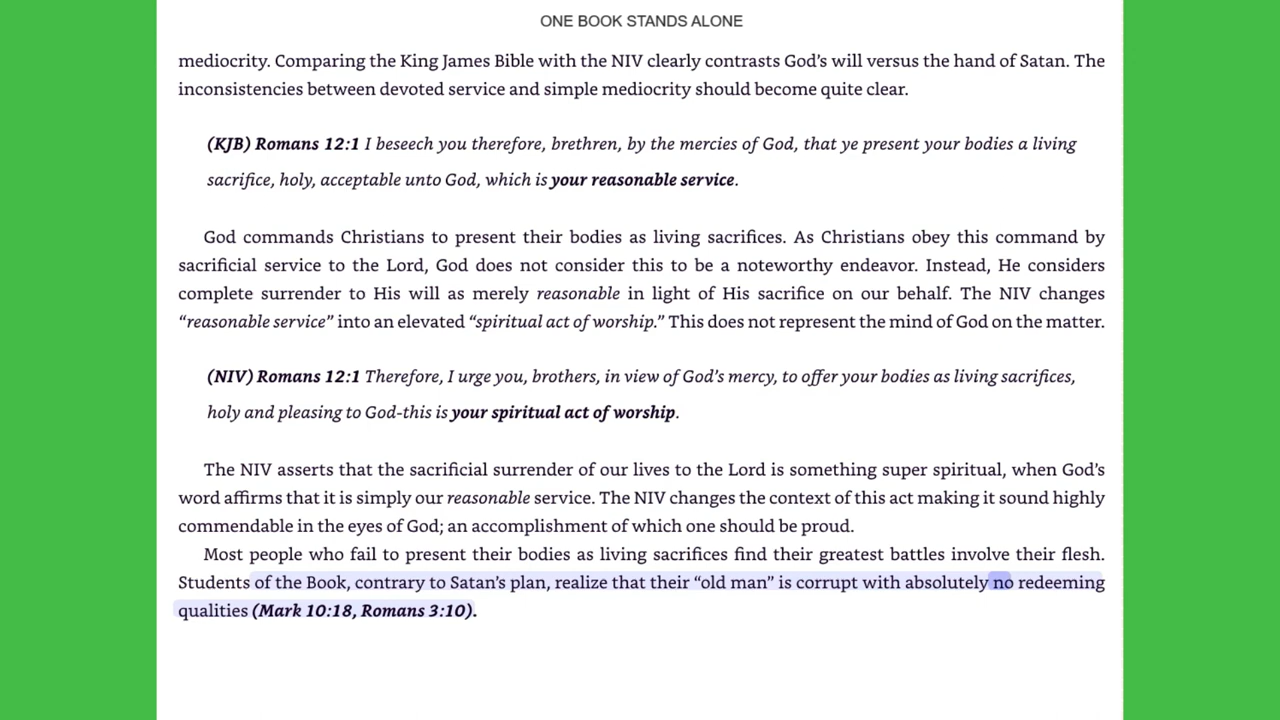 ONE BOOK STANDS ALONE
mediocrity. Comparing the King James Bible with the NIV clearly contrasts God’s will versus the hand of Satan. The
inconsistencies between devoted service and simple mediocrity should become quite clear.
(KJB) Romans 12:1 I beseech you therefore, brethren, by the mercies of God, that ye present your bodies a living
sacrifice, holy, acceptable unto God, which is your reasonable service.
God commands Christians to present their bodies as living sacrifices. As Christians obey this command by
sacrificial service to the Lord, God does not consider this to be a noteworthy endeavor. Instead, He considers
complete surrender to His will as merely reasonable in light of His sacrifice on our behalf. The NIV changes
“reasonable service” into an elevated “spiritual act of worship.” This does not represent the mind of God on the matter.
(NIV) Romans 12:1 Therefore, I urge you, brothers, in view of God’s mercy, to offer your bodies as living sacrifices,
holy and pleasing to God-this is your spiritual act of worship.
The NIV asserts that the sacrificial surrender of our lives to the Lord is something super spiritual, when God’s
word affirms that it is simply our reasonable service. The NIV changes the context of this act making it sound highly
commendable in the eyes of God; an accomplishment of which one should be proud.
Most people who fail to present their bodies as living sacrifices find their greatest battles involve their flesh.
Students of the Book, contrary to Satan’s plan, realize that their “old man” is corrupt with absolutely no redeeming
qualities (Mark 10:18, Romans 3:10).